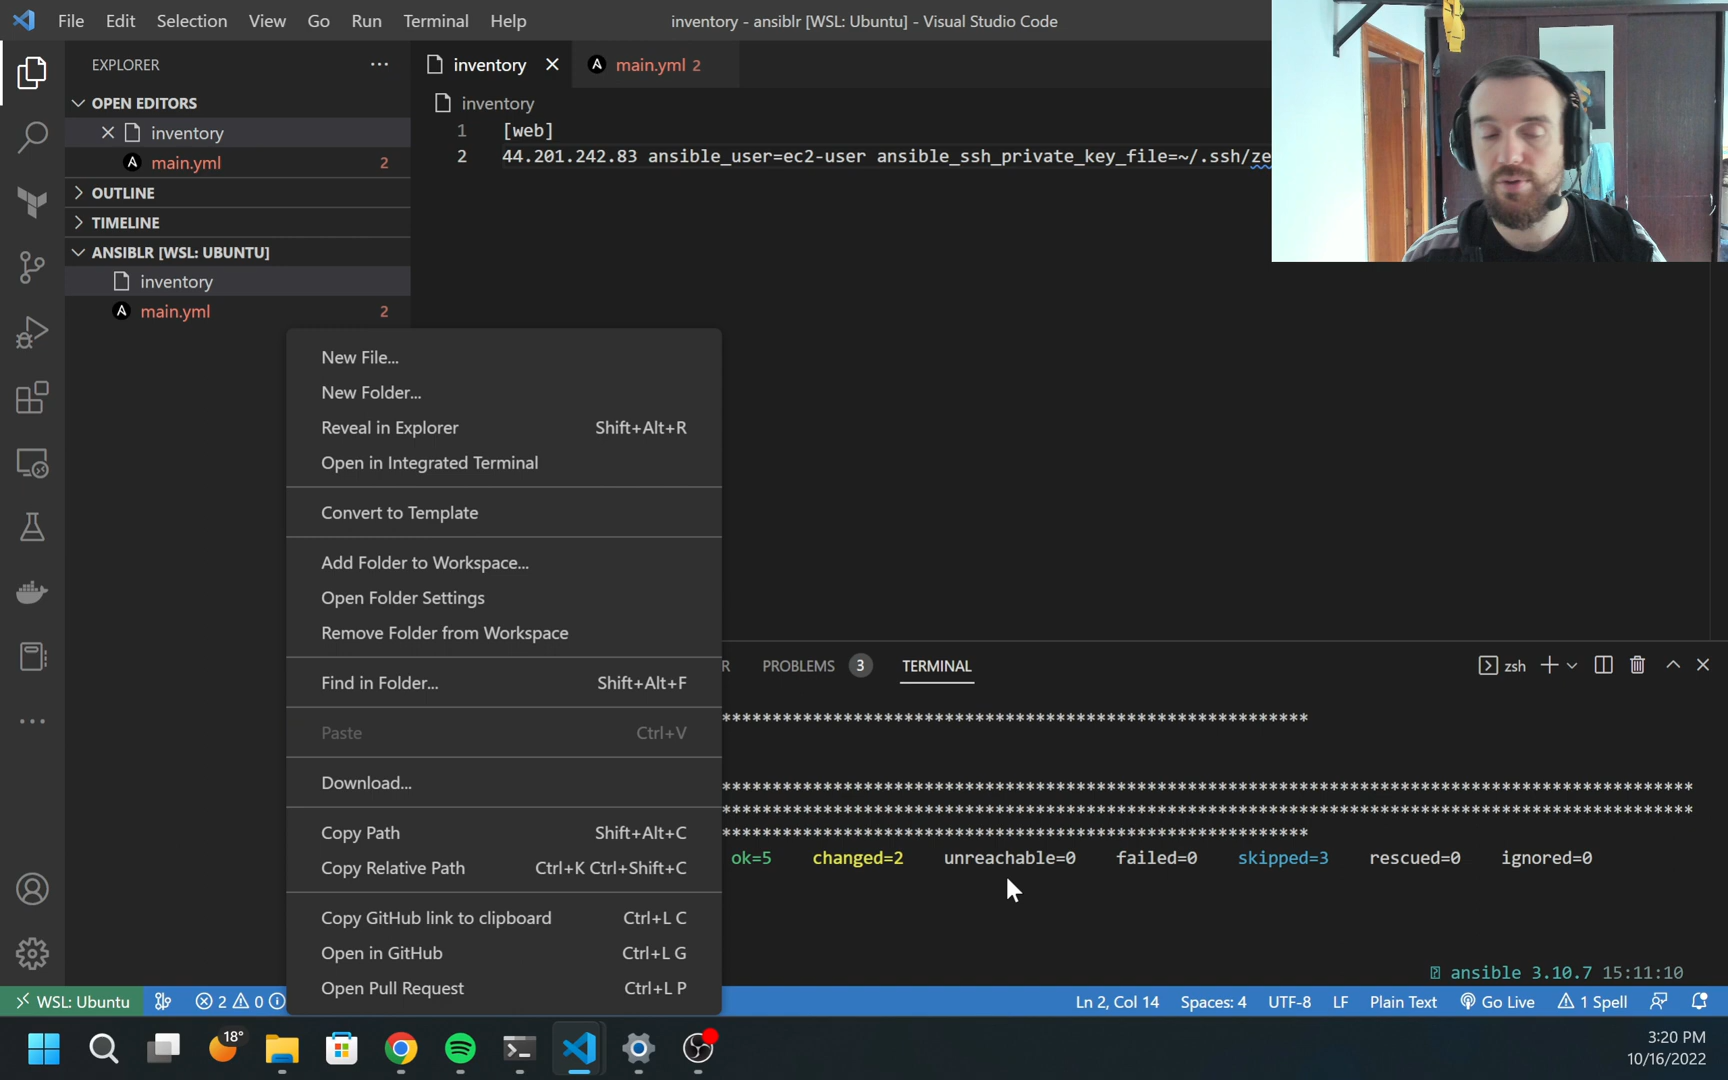 File Edit Selection View Go Run Terminal Help
inventory - ansiblr [WSL: Ubuntu] - Visual Studio Code
EXPLORER
OPEN EDITORS
inventory
main.yml 2
OUTLINE
TIMELINE
ANSIBLR [WSL: UBUNTU]
inventory
main.yml 2
inventory
main.yml 2
inventory
1 [web]
2 44.201.242.83 ansible_user=ec2-user ansible_ssh_private_key_file=~/.ssh/ze
New File...
New Folder...
Reveal in Explorer Shift+Alt+R
Open in Integrated Terminal
Convert to Template
Add Folder to Workspace...
Open Folder Settings
Remove Folder from Workspace
Find in Folder... Shift+Alt+F
Paste Ctrl+V
Download...
Copy Path Shift+Alt+C
Copy Relative Path Ctrl+K Ctrl+Shift+C
Copy GitHub link to clipboard Ctrl+L C
Open in GitHub Ctrl+L G
Open Pull Request Ctrl+L P
R PROBLEMS 3 TERMINAL
zsh
****************************************************************
***************************************************************************************************************
***************************************************************************************************************
****************************************************************
ok=5 changed=2 unreachable=0 failed=0 skipped=3 rescued=0 ignored=0
ansible 3.10.7 15:11:10
WSL: Ubuntu 2 0
Ln 2, Col 14 Spaces: 4 UTF-8 LF Plain Text Go Live 1 Spell
18°
3:20 PM
10/16/2022